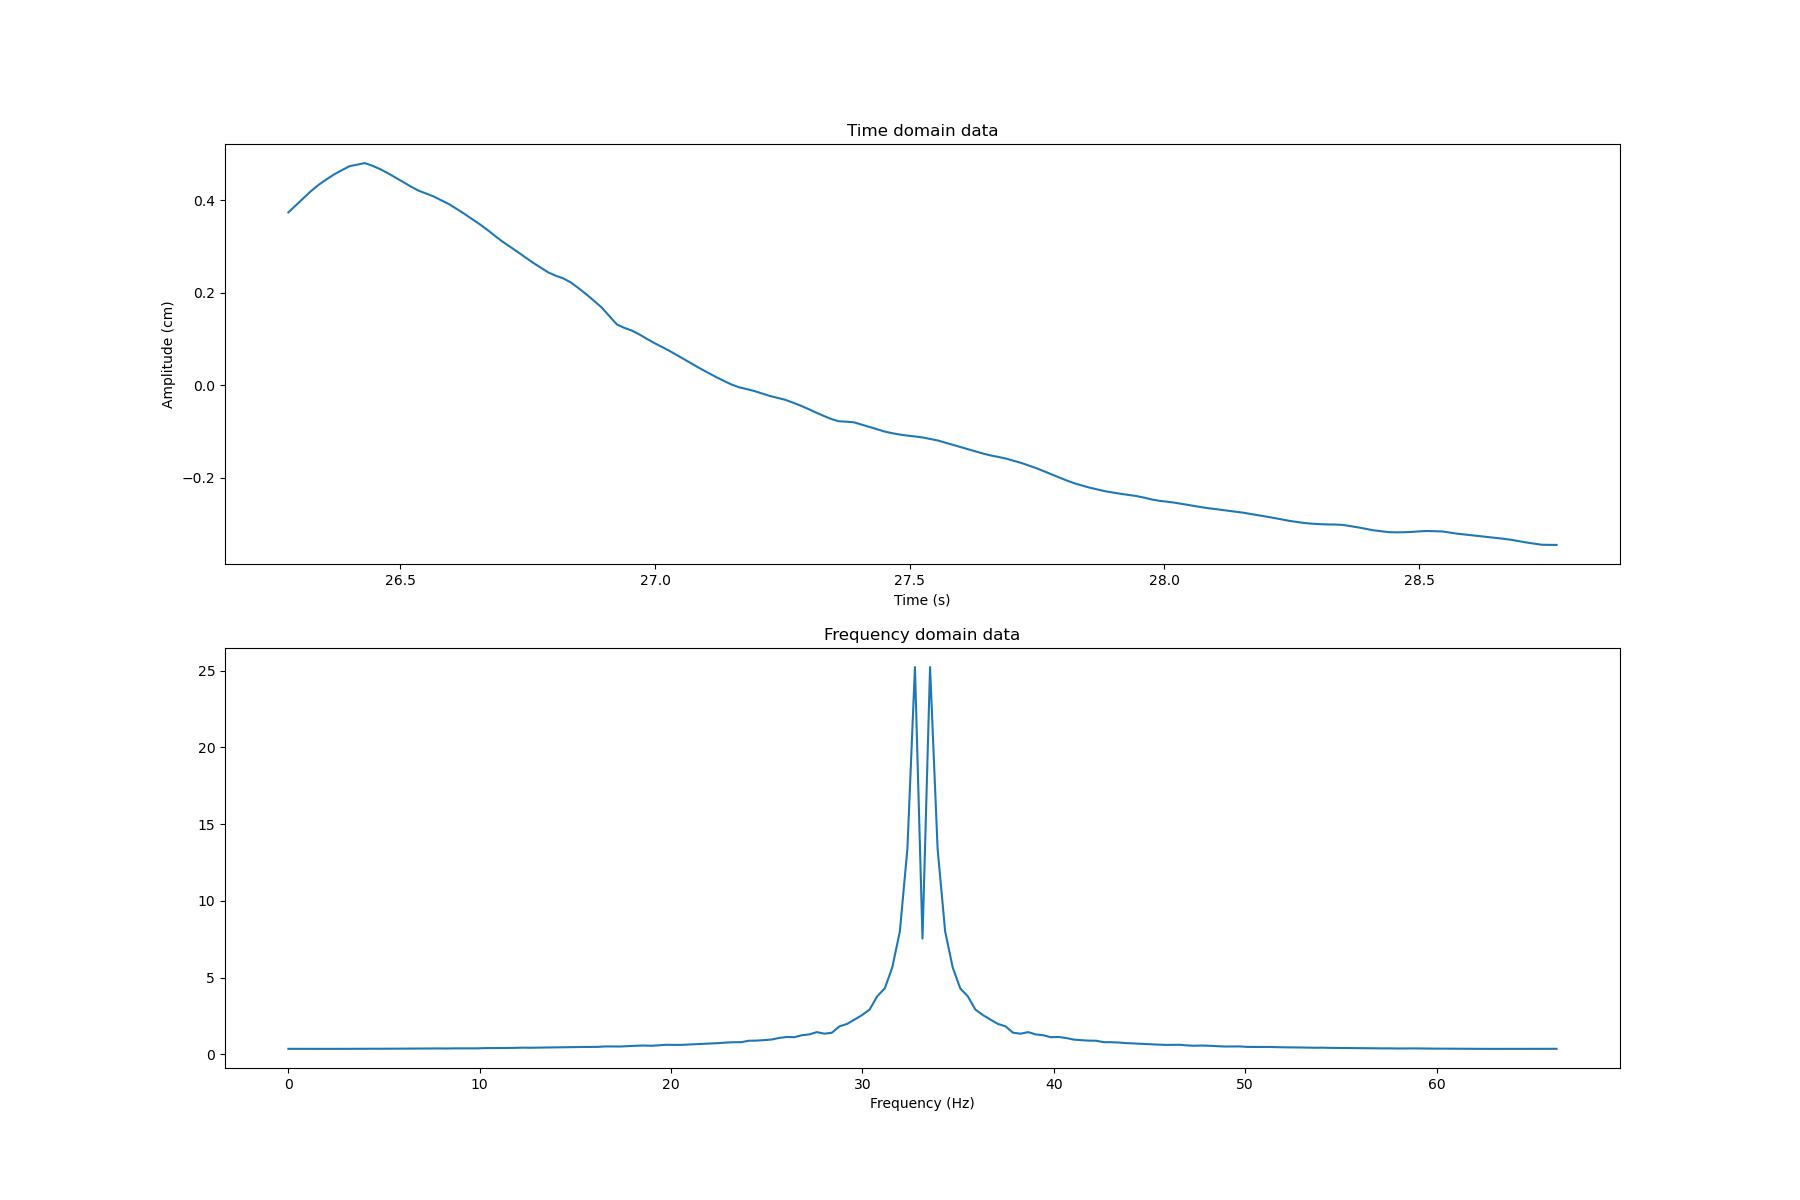 Time domain data
0.4
0.2
0.0
−0.2
Amplitude (cm)
26.5 27.0 27.5 28.0 28.5
Time (s)
Frequency domain data
25
20
15
10
5
0
0 10 20 30 40 50 60
Frequency (Hz)